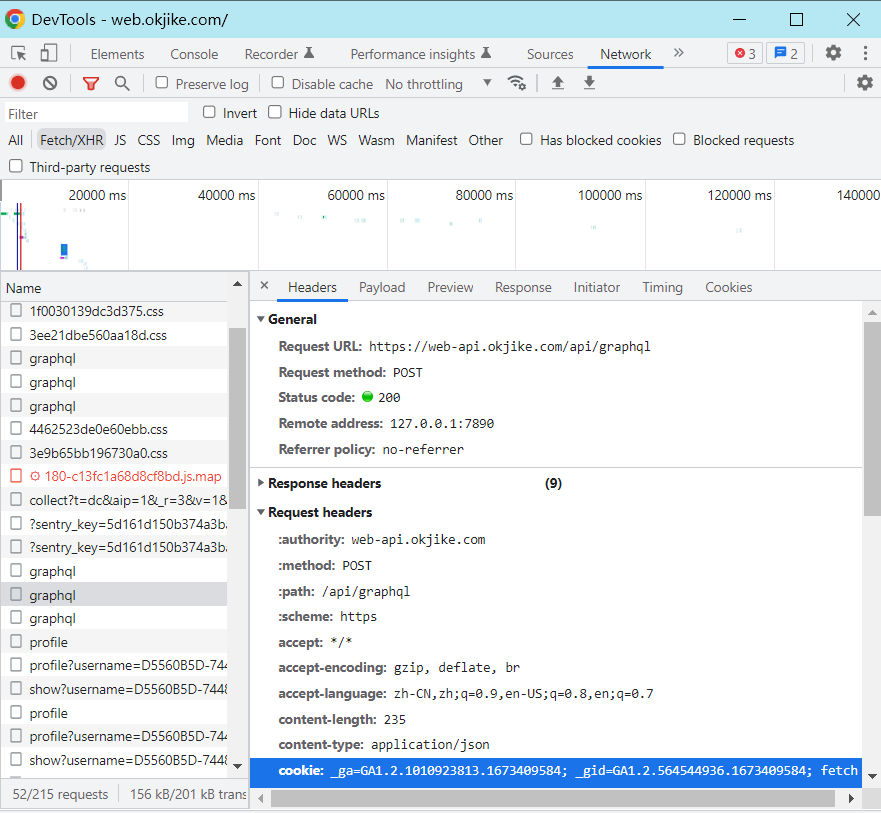 DevTools - web.okjike.com/
Elements Console Recorder Performance insights Sources Network 3 2
Preserve log Disable cache No throttling
Filter Invert Hide data URLs
All Fetch/XHR JS CSS Img Media Font Doc WS Wasm Manifest Other Has blocked cookies Blocked requests
Third-party requests
20000 ms 40000 ms 60000 ms 80000 ms 100000 ms 120000 ms 140000
Name
1f0030139dc3d375.css
3ee21dbe560aa18d.css
graphql
graphql
graphql
4462523de0e60ebb.css
3e9b65bb196730a0.css
180-c13fc1a68d8cf8bd.js.map
collect?t=dc&aip=1&_r=3&v=1&
?sentry_key=5d161d150b374a3b
?sentry_key=5d161d150b374a3b
graphql
graphql
graphql
profile
profile?username=D5560B5D-744
show?username=D5560B5D-7448
profile
profile?username=D5560B5D-744
show?username=D5560B5D-7448
52/215 requests 156 kB/201 kB trans
Headers Payload Preview Response Initiator Timing Cookies
General
Request URL: https://web-api.okjike.com/api/graphql
Request method: POST
Status code: 200
Remote address: 127.0.0.1:7890
Referrer policy: no-referrer
Response headers (9)
Request headers
:authority: web-api.okjike.com
:method: POST
:path: /api/graphql
:scheme: https
accept: */*
accept-encoding: gzip, deflate, br
accept-language: zh-CN,zh;q=0.9,en-US;q=0.8,en;q=0.7
content-length: 235
content-type: application/json
cookie: _ga=GA1.2.1010923813.1673409584; _gid=GA1.2.564544936.1673409584; fetch